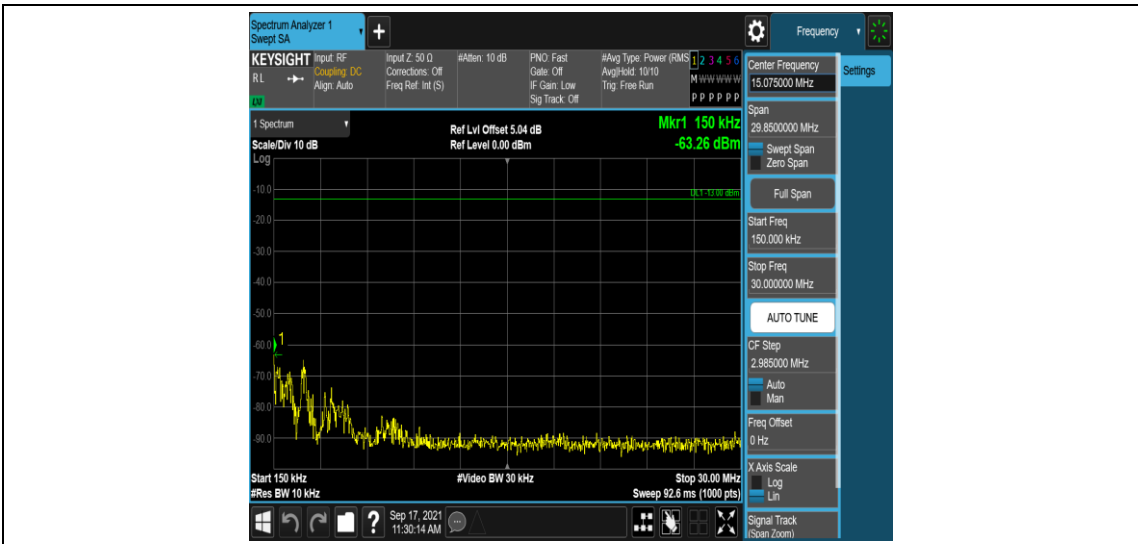 Spectrum Analyzer 1
Swept SA
+
Frequency
KEYSIGHT
RL
LXI
Input: RF
Coupling: DC
Align: Auto
Input Z: 50 Ω
Corrections: Off
Freq Ref: Int (S)
#Atten: 10 dB
PNO: Fast
Gate: Off
IF Gain: Low
Sig Track: Off
#Avg Type: Power (RMS
Avg|Hold: 10/10
Trig: Free Run
1 2 3 4 5 6
M W W W W W
P P P P P P
1 Spectrum
Scale/Div 10 dB
Log
Ref Lvl Offset 5.04 dB
Ref Level 0.00 dBm
Mkr1 150 kHz
-63.26 dBm
DL1 -13.00 dBm
-10.0
-20.0
-30.0
-40.0
-50.0
-60.0
-70.0
-80.0
-90.0
1
Start 150 kHz
#Res BW 10 kHz
#Video BW 30 kHz
Stop 30.00 MHz
Sweep 92.6 ms (1000 pts)
?
Sep 17, 2021
11:30:14 AM
Center Frequency
15.075000 MHz
Settings
Span
29.8500000 MHz
Swept Span
Zero Span
Full Span
Start Freq
150.000 kHz
Stop Freq
30.000000 MHz
AUTO TUNE
CF Step
2.985000 MHz
Auto
Man
Freq Offset
0 Hz
X Axis Scale
Log
Lin
Signal Track
(Span Zoom)